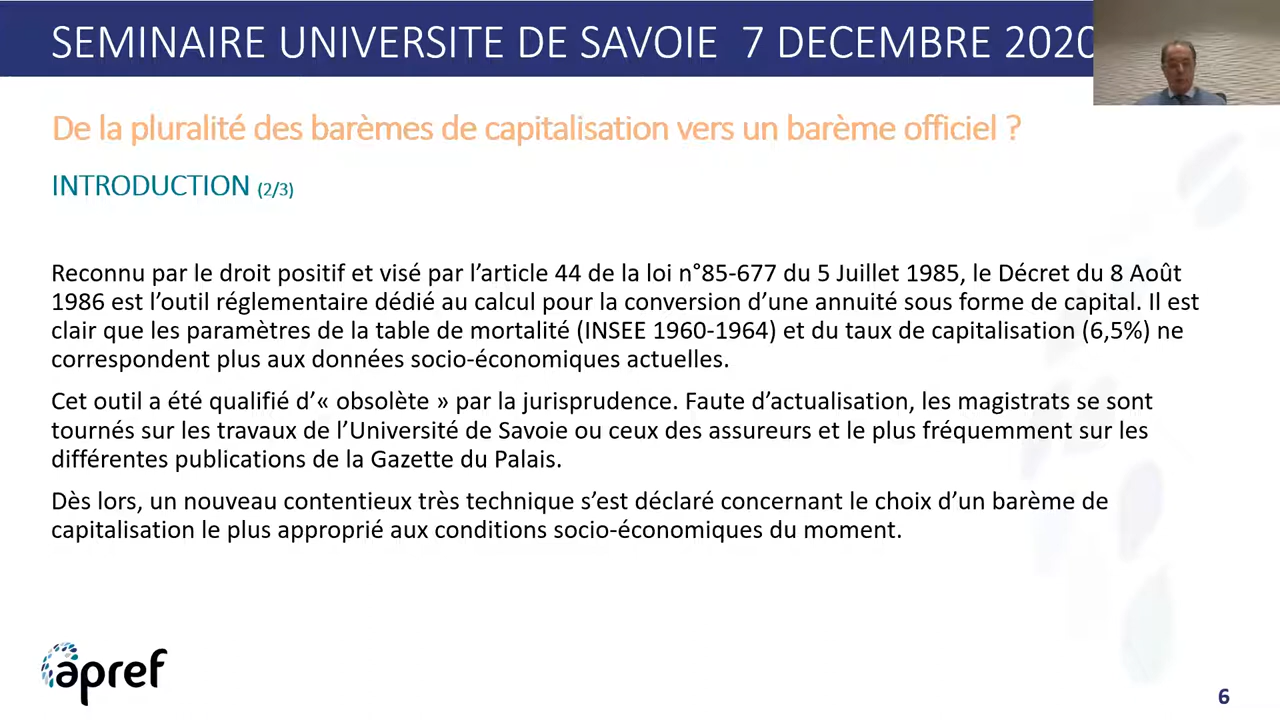 SEMINAIRE UNIVERSITE DE SAVOIE 7 DECEMBRE 2020
De la pluralité des barèmes de capitalisation vers un barème officiel ?
INTRODUCTION (2/3)
Reconnu par le droit positif et visé par l’article 44 de la loi n°85-677 du 5 Juillet 1985, le Décret du 8 Août
1986 est l’outil réglementaire dédié au calcul pour la conversion d’une annuité sous forme de capital. Il est
clair que les paramètres de la table de mortalité (INSEE 1960-1964) et du taux de capitalisation (6,5%) ne
correspondent plus aux données socio-économiques actuelles.
Cet outil a été qualifié d’« obsolète » par la jurisprudence. Faute d’actualisation, les magistrats se sont
tournés sur les travaux de l’Université de Savoie ou ceux des assureurs et le plus fréquemment sur les
différentes publications de la Gazette du Palais.
Dès lors, un nouveau contentieux très technique s’est déclaré concernant le choix d’un barème de
capitalisation le plus approprié aux conditions socio-économiques du moment.
apref
6